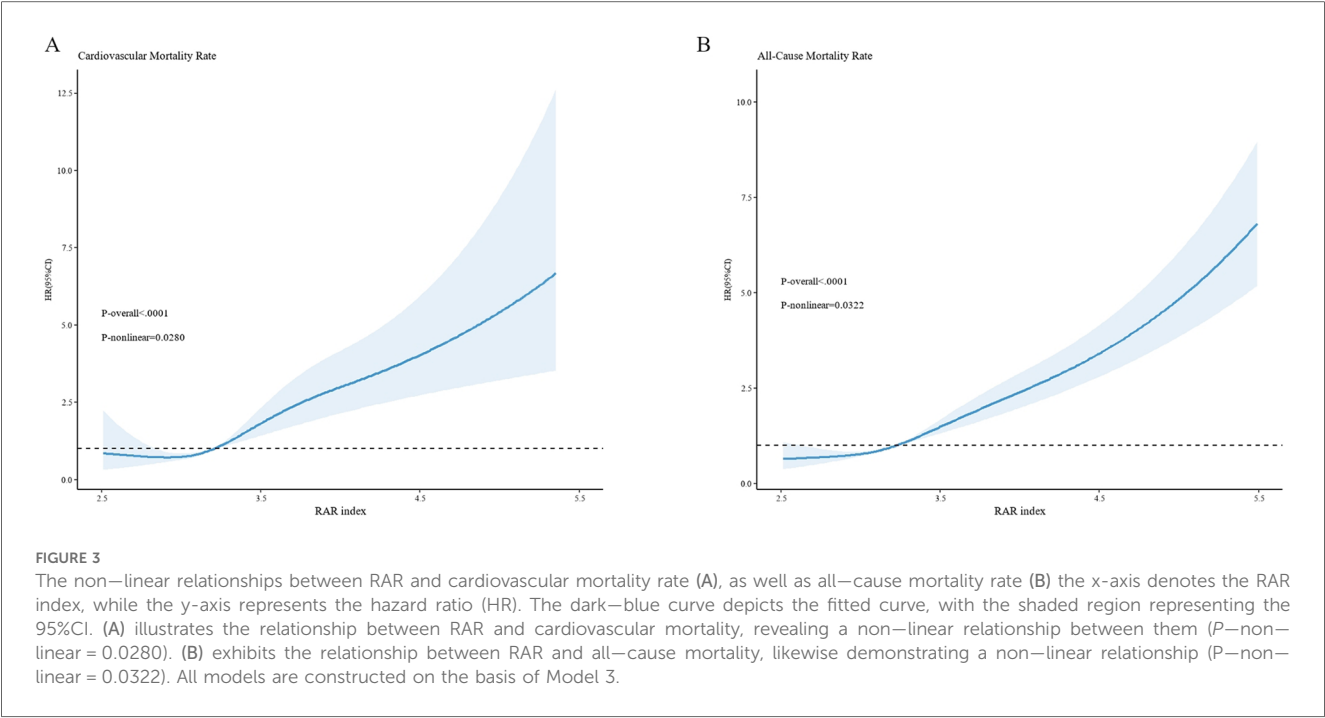 A
Cardiovascular Mortality Rate
12.5
10.0
7.5
5.0
2.5
0.0
HR(95%CI)
P-overall<.0001
P-nonlinear=0.0280
2.5
3.5
4.5
5.5
RAR index
B
All-Cause Mortality Rate
10.0
7.5
5.0
2.5
0.0
HR(95%CI)
P-overall<.0001
P-nonlinear=0.0322
2.5
3.5
4.5
5.5
RAR index
FIGURE 3
The non—linear relationships between RAR and cardiovascular mortality rate (A), as well as all—cause mortality rate (B) the x-axis denotes the RAR
index, while the y-axis represents the hazard ratio (HR). The dark—blue curve depicts the fitted curve, with the shaded region representing the
95%CI. (A) illustrates the relationship between RAR and cardiovascular mortality, revealing a non—linear relationship between them (P—non—
linear = 0.0280). (B) exhibits the relationship between RAR and all—cause mortality, likewise demonstrating a non—linear relationship (P—non—
linear = 0.0322). All models are constructed on the basis of Model 3.